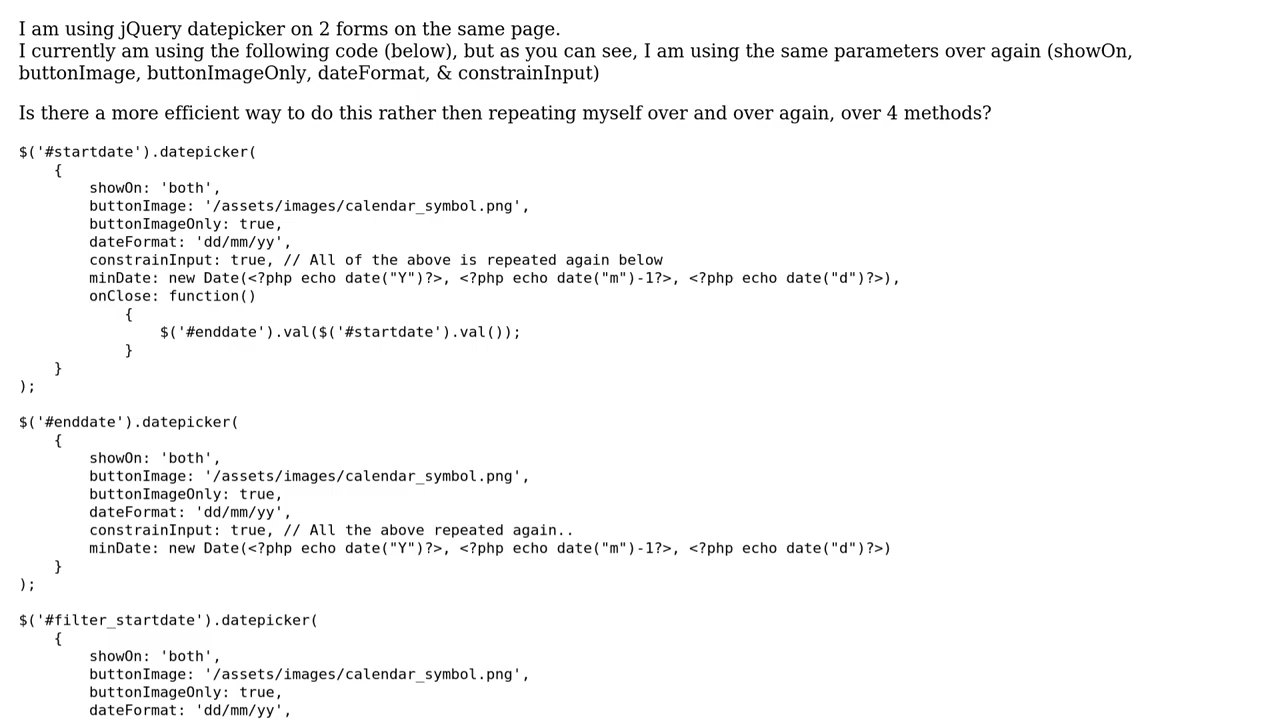 I am using jQuery datepicker on 2 forms on the same page.
I currently am using the following code (below), but as you can see, I am using the same parameters over again (showOn,
buttonImage, buttonImageOnly, dateFormat, & constrainInput)
Is there a more efficient way to do this rather then repeating myself over and over again, over 4 methods?
$('#startdate').datepicker(
    {
        showOn: 'both',
        buttonImage: '/assets/images/calendar_symbol.png',
        buttonImageOnly: true,
        dateFormat: 'dd/mm/yy',
        constrainInput: true, // All of the above is repeated again below
        minDate: new Date(<?php echo date("Y")?>, <?php echo date("m")-1?>, <?php echo date("d")?>),
        onClose: function()
            {
                $('#enddate').val($('#startdate').val());
            }
    }
);
$('#enddate').datepicker(
    {
        showOn: 'both',
        buttonImage: '/assets/images/calendar_symbol.png',
        buttonImageOnly: true,
        dateFormat: 'dd/mm/yy',
        constrainInput: true, // All the above repeated again..
        minDate: new Date(<?php echo date("Y")?>, <?php echo date("m")-1?>, <?php echo date("d")?>)
    }
);
$('#filter_startdate').datepicker(
    {
        showOn: 'both',
        buttonImage: '/assets/images/calendar_symbol.png',
        buttonImageOnly: true,
        dateFormat: 'dd/mm/yy',